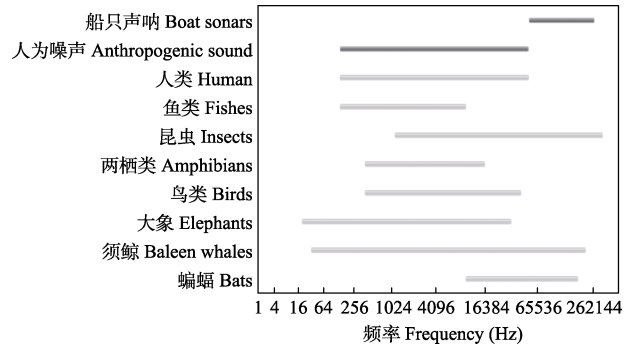 船只声呐 Boat sonars
人为噪声 Anthropogenic sound
人类 Human
鱼类 Fishes
昆虫 Insects
两栖类 Amphibians
鸟类 Birds
大象 Elephants
须鲸 Baleen whales
蝙蝠 Bats
1 4 16 64 256 1024 4096 16384 65536 262144
频率 Frequency (Hz)